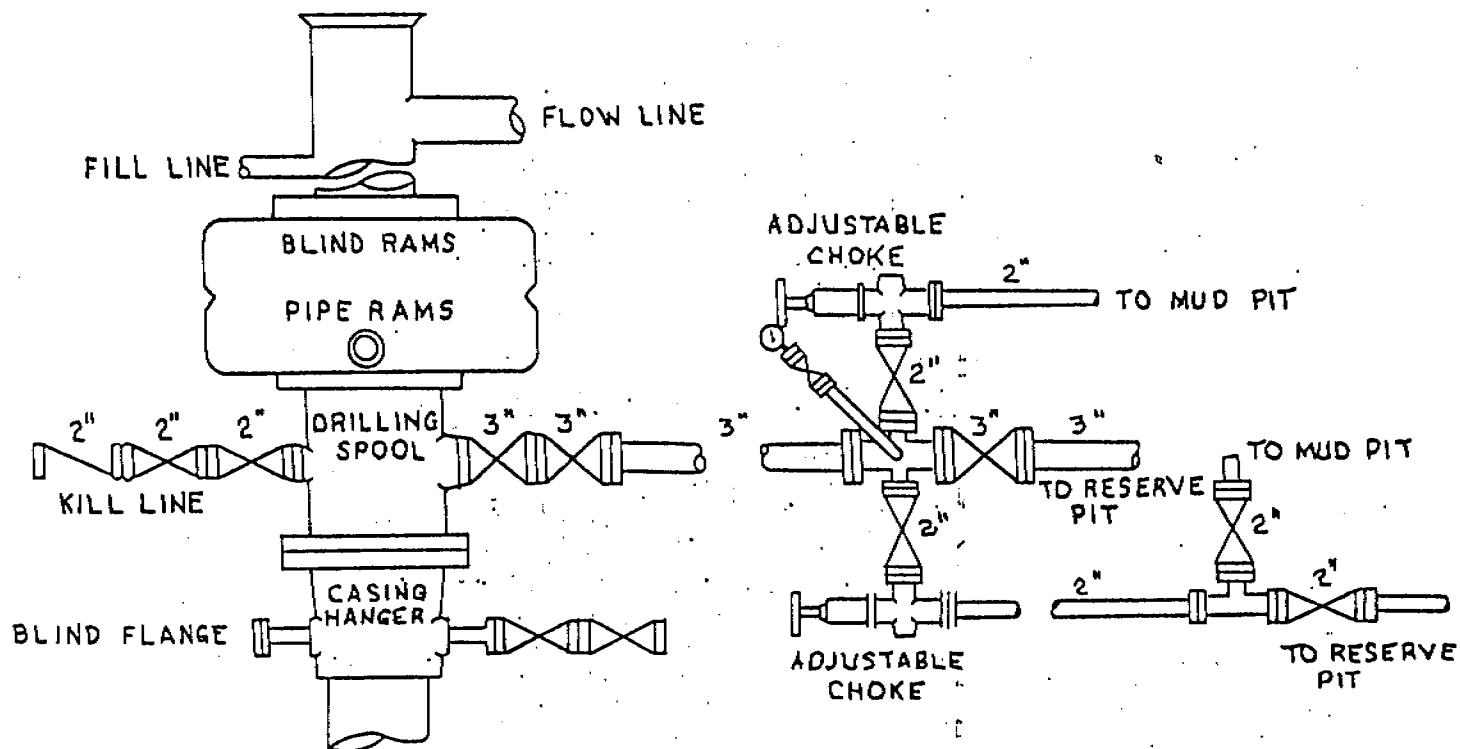 FLOW LINE
FILL LINE
BLIND RAMS
PIPE RAMS
DRILLING
SPOOL
2"
2"
2"
3"
3"
3"
KILL LINE
CASING
HANGER
BLIND FLANGE
ADJUSTABLE
CHOKE
2"
TO MUD PIT
2"
3"
TO RESERVE
PIT
2"
ADJUSTABLE
CHOKE
TO MUD PIT
2"
2"
2"
TO RESERVE
PIT